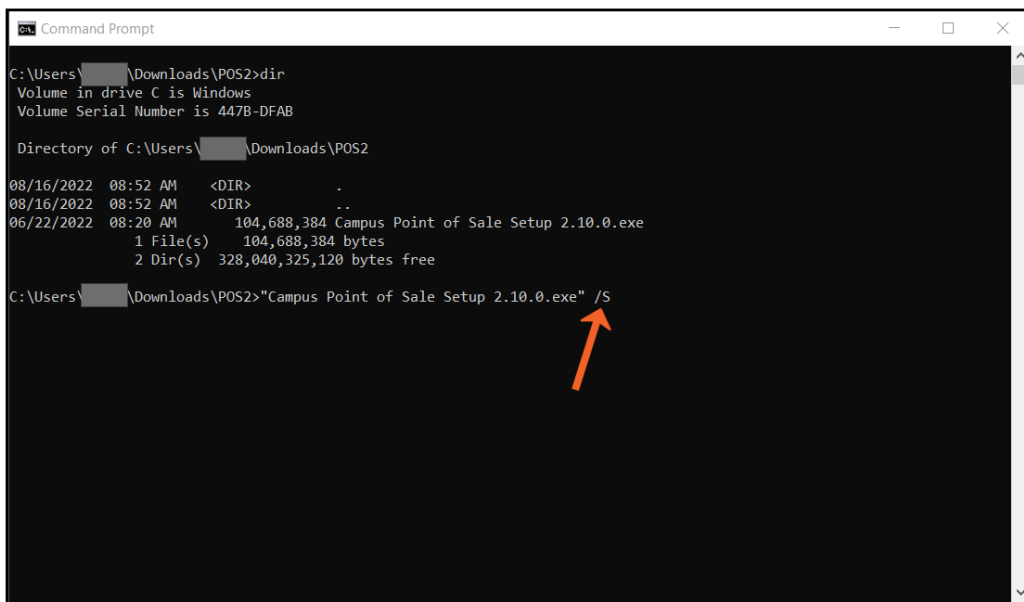 Command Prompt
C:\Users\ \Downloads\POS2>dir
Volume in drive C is Windows
Volume Serial Number is 447B-DFAB
Directory of C:\Users\ \Downloads\POS2
08/16/2022 08:52 AM <DIR> .
08/16/2022 08:52 AM <DIR> ..
06/22/2022 08:20 AM 104,688,384 Campus Point of Sale Setup 2.10.0.exe
1 File(s) 104,688,384 bytes
2 Dir(s) 328,040,325,120 bytes free
C:\Users\ \Downloads\POS2>"Campus Point of Sale Setup 2.10.0.exe" /S